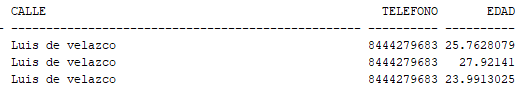 CALLE TELEFONO EDAD
- -------------------------------------------------- ---------- ----------
Luis de velazco 8444279683 25.7628079
Luis de velazco 8444279683 27.92141
Luis de velazco 8444279683 23.9913025